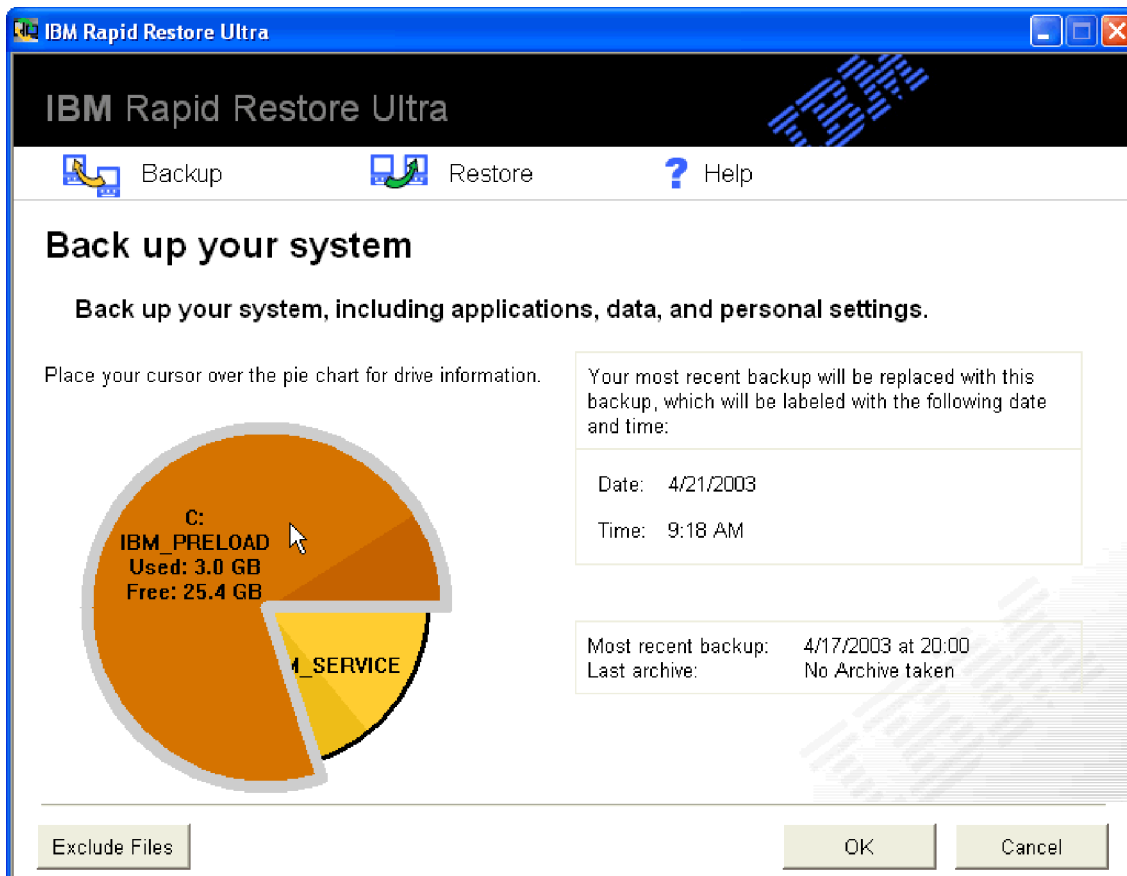 IBM Rapid Restore Ultra
IBM Rapid Restore Ultra
IBM
Backup
Restore
? Help
Back up your system
Back up your system, including applications, data, and personal settings.
Place your cursor over the pie chart for drive information.
C:
IBM_PRELOAD
Used: 3.0 GB
Free: 25.4 GB
M_SERVICE
Your most recent backup will be replaced with this
backup, which will be labeled with the following date
and time:
Date: 4/21/2003
Time: 9:18 AM
Most recent backup: 4/17/2003 at 20:00
Last archive: No Archive taken
Exclude Files
OK
Cancel